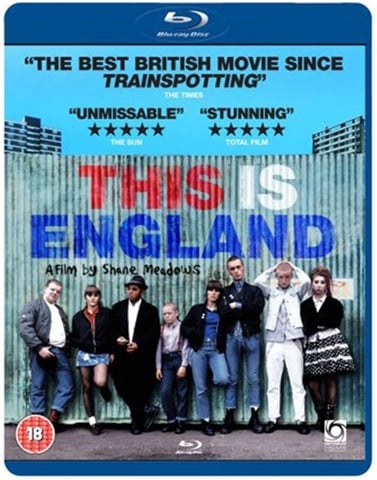 Blu-ray Disc
"THE BEST BRITISH MOVIE SINCE
TRAINSPOTTING"
THE TIMES
"UNMISSABLE" "STUNNING"
★★★★★ ★★★★★
THE SUN TOTAL FILM
THIS IS
ENGLAND
A film by Shane Meadows
18